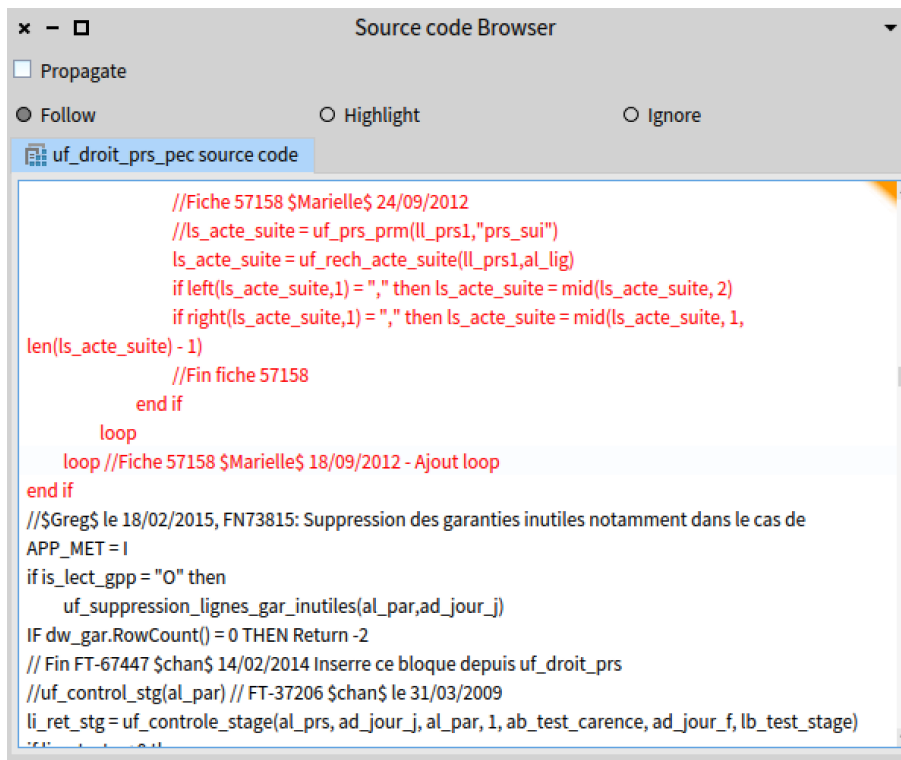 Source code Browser
Propagate
Follow Highlight Ignore
uf_droit_prs_pec source code
//Fiche 57158 $Marielle$ 24/09/2012
//ls_acte_suite = uf_prs_prm(ll_prs1,"prs_sui")
ls_acte_suite = uf_rech_acte_suite(ll_prs1,al_lig)
if left(ls_acte_suite,1) = "," then ls_acte_suite = mid(ls_acte_suite, 2)
if right(ls_acte_suite,1) = "," then ls_acte_suite = mid(ls_acte_suite, 1,
len(ls_acte_suite) - 1)
//Fin fiche 57158
end if
loop
loop //Fiche 57158 $Marielle$ 18/09/2012 - Ajout loop
end if
//$Greg$ le 18/02/2015, FN73815: Suppression des garanties inutiles notamment dans le cas de
APP_MET = I
if is_lect_gpp = "O" then
uf_suppression_lignes_gar_inutiles(al_par,ad_jour_j)
IF dw_gar.RowCount() = 0 THEN Return -2
// Fin FT-67447 $chan$ 14/02/2014 Inserre ce bloque depuis uf_droit_prs
//uf_control_stg(al_par) // FT-37206 $chan$ le 31/03/2009
li_ret_stg = uf_controle_stage(al_prs, ad_jour_j, al_par, 1, ab_test_carence, ad_jour_f, lb_test_stage)